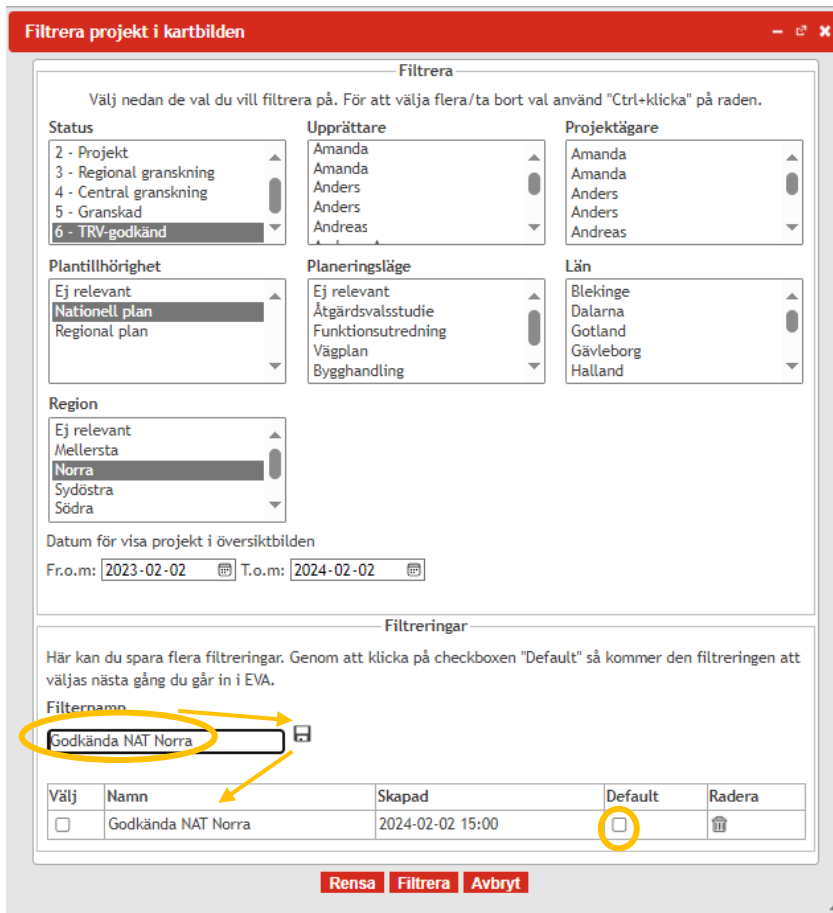 Filtrera projekt i kartbilden
Filtrera
Välj nedan de val du vill filtrera på. För att välja flera/ta bort val använd "Ctrl+klicka" på raden.
Status
2 - Projekt
3 - Regional granskning
4 - Central granskning
5 - Granskad
6 - TRV-godkänd
Upprättare
Amanda
Amanda
Anders
Anders
Andreas
Projektägare
Amanda
Amanda
Anders
Anders
Andreas
Plantillhörighet
Ej relevant
Nationell plan
Regional plan
Planeringsläge
Ej relevant
Åtgärdsvalsstudie
Funktionsutredning
Vägplan
Bygghandling
Län
Blekinge
Dalarna
Gotland
Gävleborg
Halland
Region
Ej relevant
Mellersta
Norra
Sydöstra
Södra
Datum för visa projekt i översiktbilden
Fr.o.m: 2023-02-02 T.o.m: 2024-02-02
Filtreringar
Här kan du spara flera filtreringar. Genom att klicka på checkboxen "Default" så kommer den filtreringen att
väljas nästa gång du går in i EVA.
Filternamn
Godkända NAT Norra
Välj Namn Skapad Default Radera
Godkända NAT Norra 2024-02-02 15:00
Rensa Filtrera Avbryt